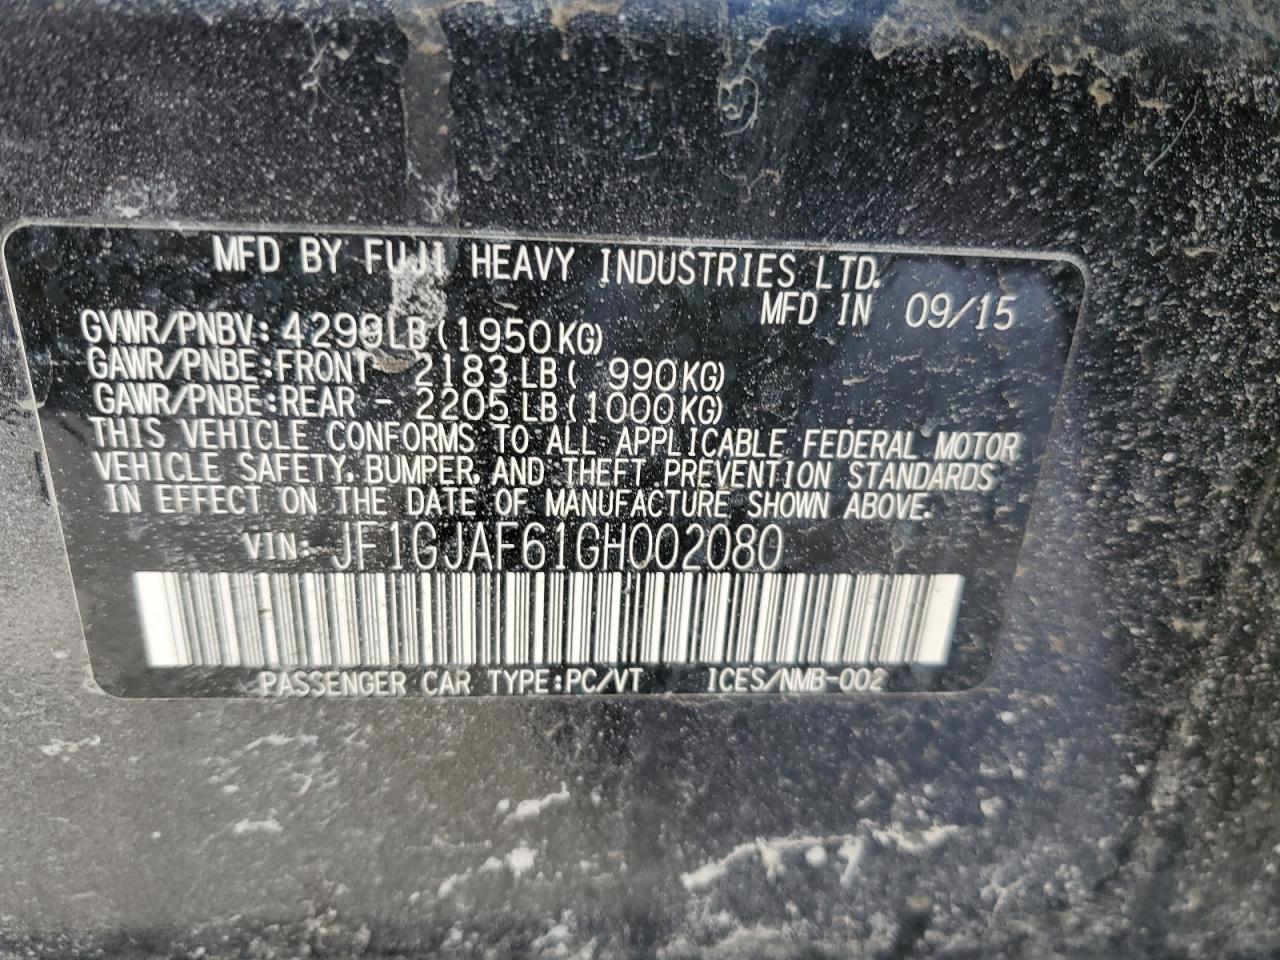 MFD BY FUJI HEAVY INDUSTRIES LTD.
MFD IN 09/15
GVWR/PNBV: 4299LB(1950KG)
GAWR/PNBE:FRONT- 2183LB( 990KG)
GAWR/PNBE:REAR - 2205LB(1000KG)
THIS VEHICLE CONFORMS TO ALL APPLICABLE FEDERAL MOTOR
VEHICLE SAFETY, BUMPER, AND THEFT PREVENTION STANDARDS
IN EFFECT ON THE DATE OF MANUFACTURE SHOWN ABOVE.
VIN: JF1GJAF61GH002080
PASSENGER CAR TYPE:PC/VT ICES/NMB-002